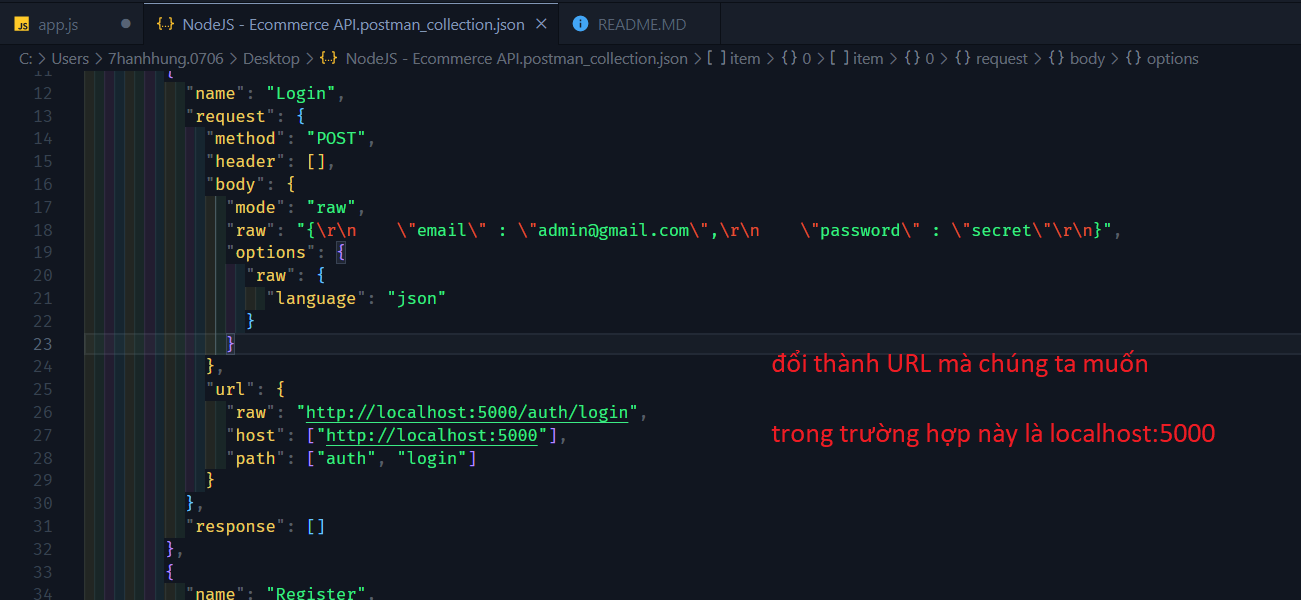 app.js
NodeJS - Ecommerce API.postman_collection.json
README.MD
C: > Users > 7hanhhung.0706 > Desktop > {..} NodeJS - Ecommerce API.postman_collection.json > [ ] item > {} 0 > [ ] item > {} 0 > {} request > {} body > {} options
11 {
12 "name": "Login",
13 "request": {
14 "method": "POST",
15 "header": [],
16 "body": {
17 "mode": "raw",
18 "raw": "{\r\n    \"email\" : \"admin@gmail.com\",\r\n    \"password\" : \"secret\"\r\n}",
19 "options": {
20 "raw": {
21 "language": "json"
22 }
23 }
đổi thành URL mà chúng ta muốn
24 },
25 "url": {
26 "raw": "http://localhost:5000/auth/login",
27 "host": ["http://localhost:5000"],
trong trường hợp này là localhost:5000
28 "path": ["auth", "login"]
29 }
30 },
31 "response": []
32 },
33 {
34 "name": "Register",